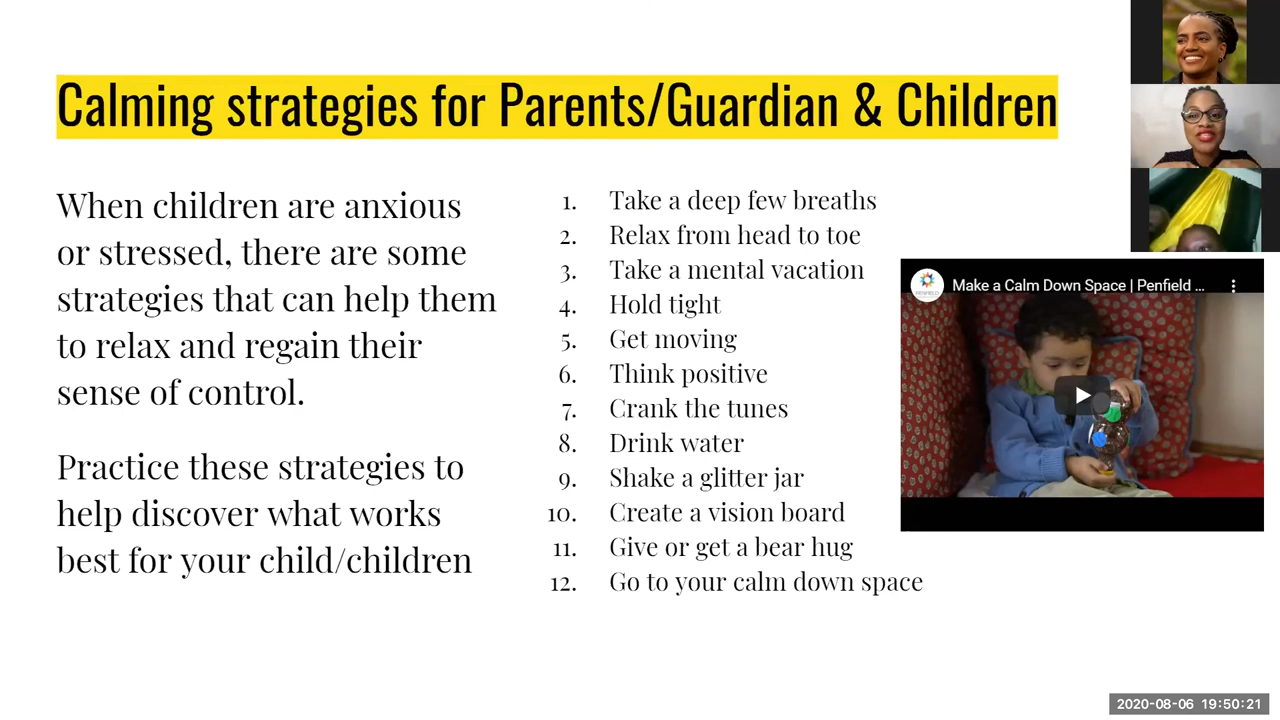 Calming strategies for Parents/Guardian & Children
When children are anxious
or stressed, there are some
strategies that can help them
to relax and regain their
sense of control.
Practice these strategies to
help discover what works
best for your child/children
1. Take a deep few breaths
2. Relax from head to toe
3. Take a mental vacation
4. Hold tight
5. Get moving
6. Think positive
7. Crank the tunes
8. Drink water
9. Shake a glitter jar
10. Create a vision board
11. Give or get a bear hug
12. Go to your calm down space
Make a Calm Down Space | Penfield ...
PENFIELD
2020-08-06 19:50:21